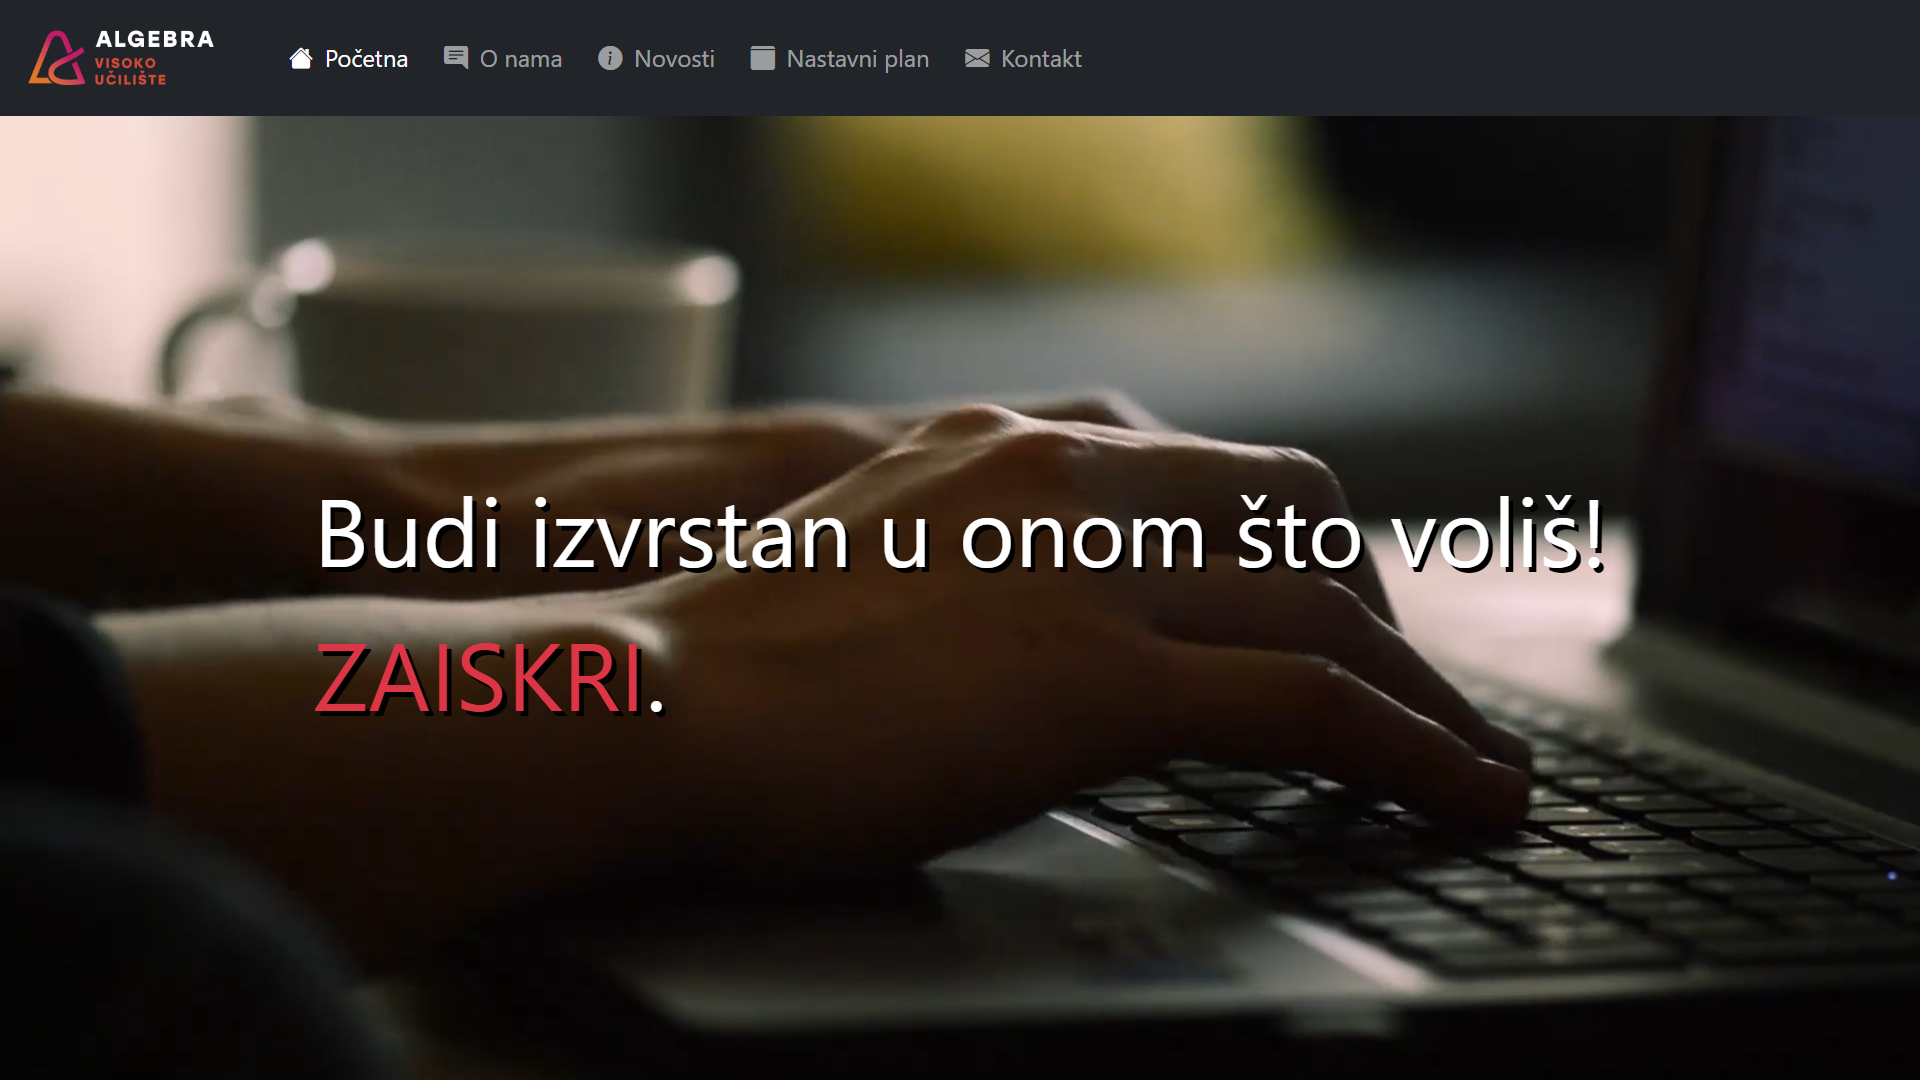 ALGEBRA
VISOKO
UČILIŠTE
Početna
O nama
Novosti
Nastavni plan
Kontakt
Budi izvrstan u onom što voliš!
ZAISKRI.